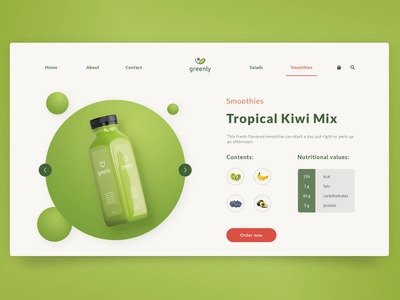 Home
About
Contact
greenly
Salads
Smoothies
Smoothies
Tropical Kiwi Mix
This fresh-flavored smoothie can start a day out right or perk up
an afternoon.
Contents:
Nutritional values:
196 kcal
1 g fats
46 g carbohydrates
5 g protein
greenly
Order now